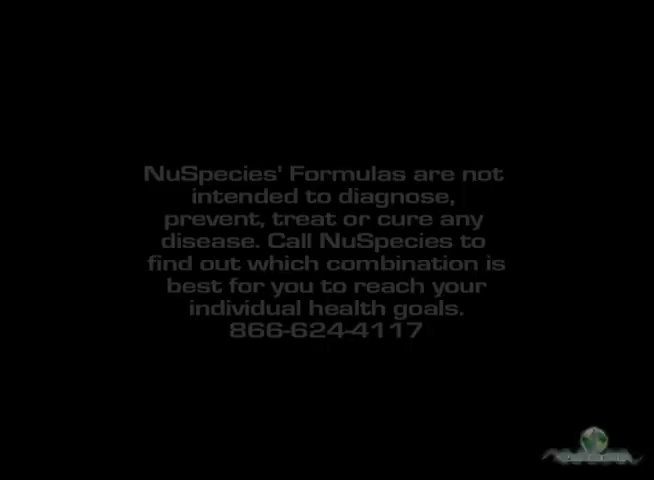 NuSpecies' Formulas are not
intended to diagnose,
prevent, treat or cure any
disease. Call NuSpecies to
find out which combination is
best for you to reach your
individual health goals.
866-624-4117